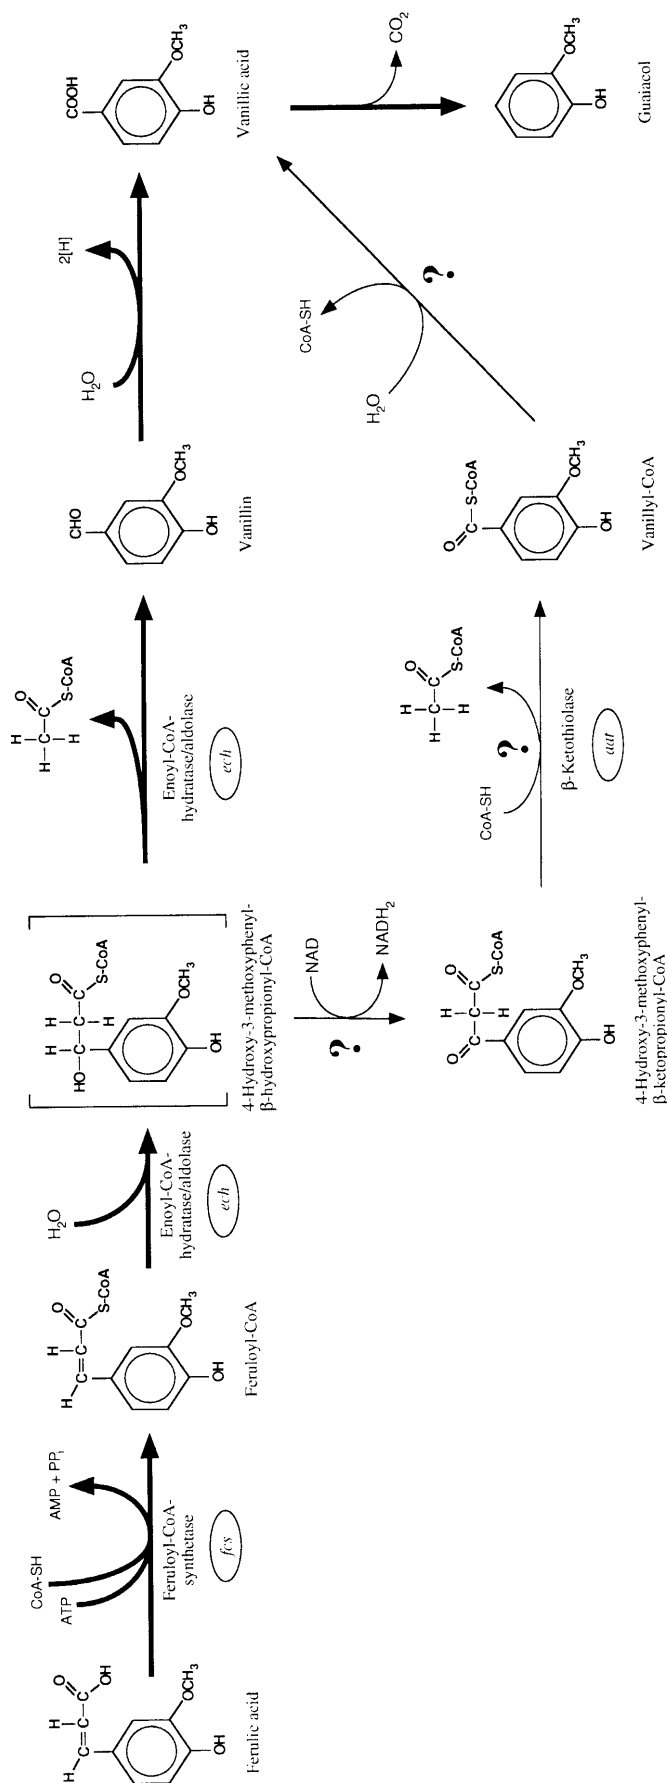 Ferulic acid
CoA-SH
ATP
AMP + PPi
Feruloyl-CoA-
synthetase
fcs
Feruloyl-CoA
H2O
Enoyl-CoA-
hydratase/aldolase
ech
4-Hydroxy-3-methoxyphenyl-
β-hydroxypropionyl-CoA
Enoyl-CoA-
hydratase/aldolase
ech
Vanillin
H2O
2[H]
Vanillic acid
CO2
Guaiacol
NAD
NADH2
?
4-Hydroxy-3-methoxyphenyl-
β-ketopropionyl-CoA
CoA-SH
?
β-Ketothiolase
aat
Vanillyl-CoA
H2O
CoA-SH
?
H
H
C=C
C
O
OH
OCH3
OH
H
H
C=C
C
O
S-CoA
OCH3
OH
HO
H
H
C
C
H
C
O
S-CoA
OCH3
OH
H
H
C
H
C
O
S-CoA
CHO
OCH3
OH
COOH
OCH3
OH
OCH3
OH
O
C
H
C
H
C
O
S-CoA
OCH3
OH
H
H
C
H
C
O
S-CoA
O
C
S-CoA
OCH3
OH